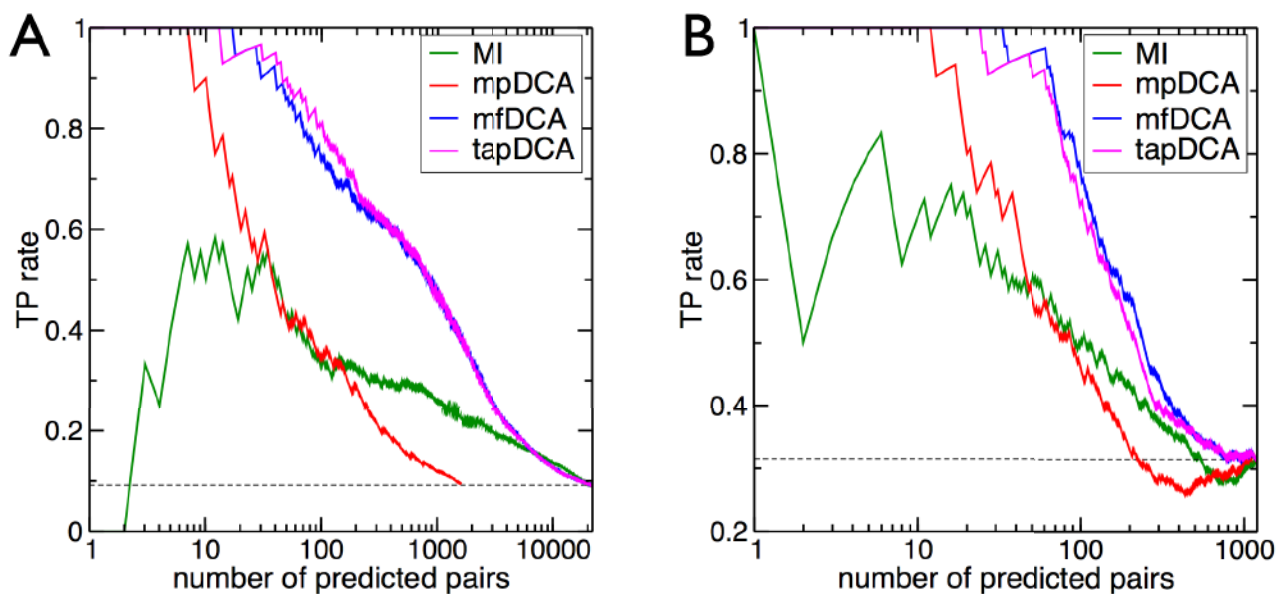 A
1
0.8
0.6
0.4
0.2
0
TP rate
MI
mpDCA
mfDCA
tapDCA
1
10
100
1000
10000
number of predicted pairs
B
1
0.8
0.6
0.4
0.2
TP rate
MI
mpDCA
mfDCA
tapDCA
1
10
100
1000
number of predicted pairs